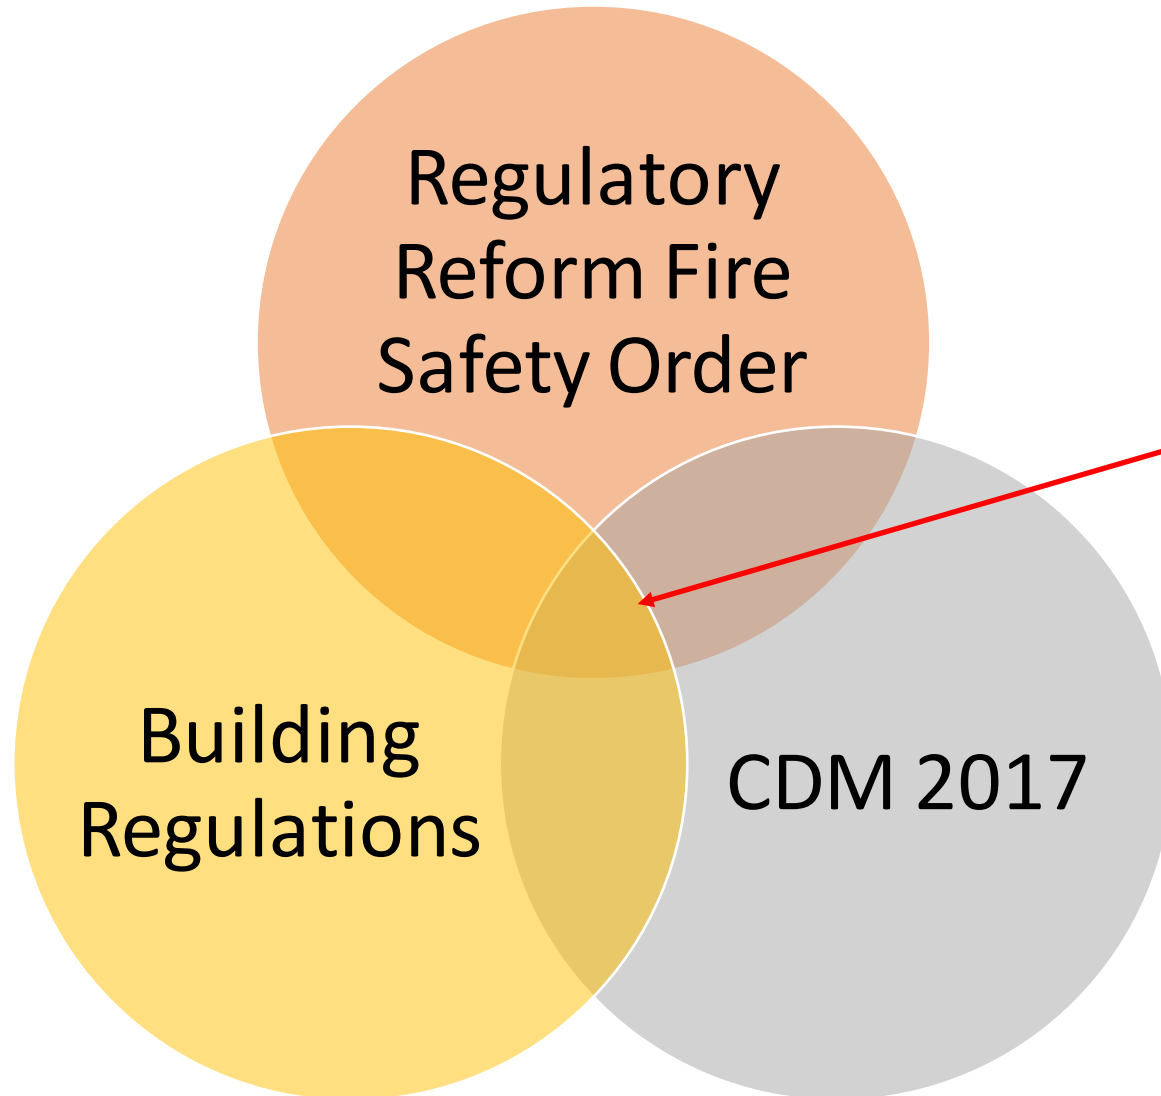 Regulatory
Reform Fire
Safety Order
Building
Regulations
CDM 2017